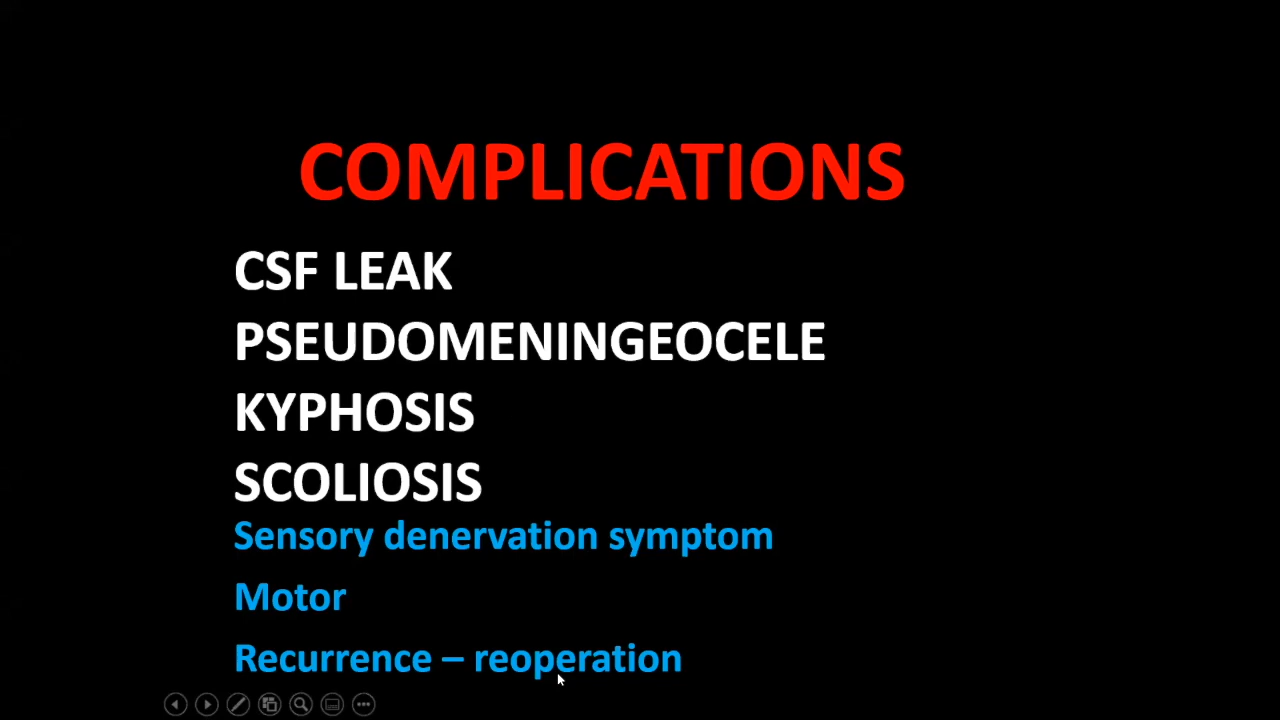 COMPLICATIONS
CSF LEAK
PSEUDOMENINGEOCELE
KYPHOSIS
SCOLIOSIS
Sensory denervation symptom
Motor
Recurrence – reoperation